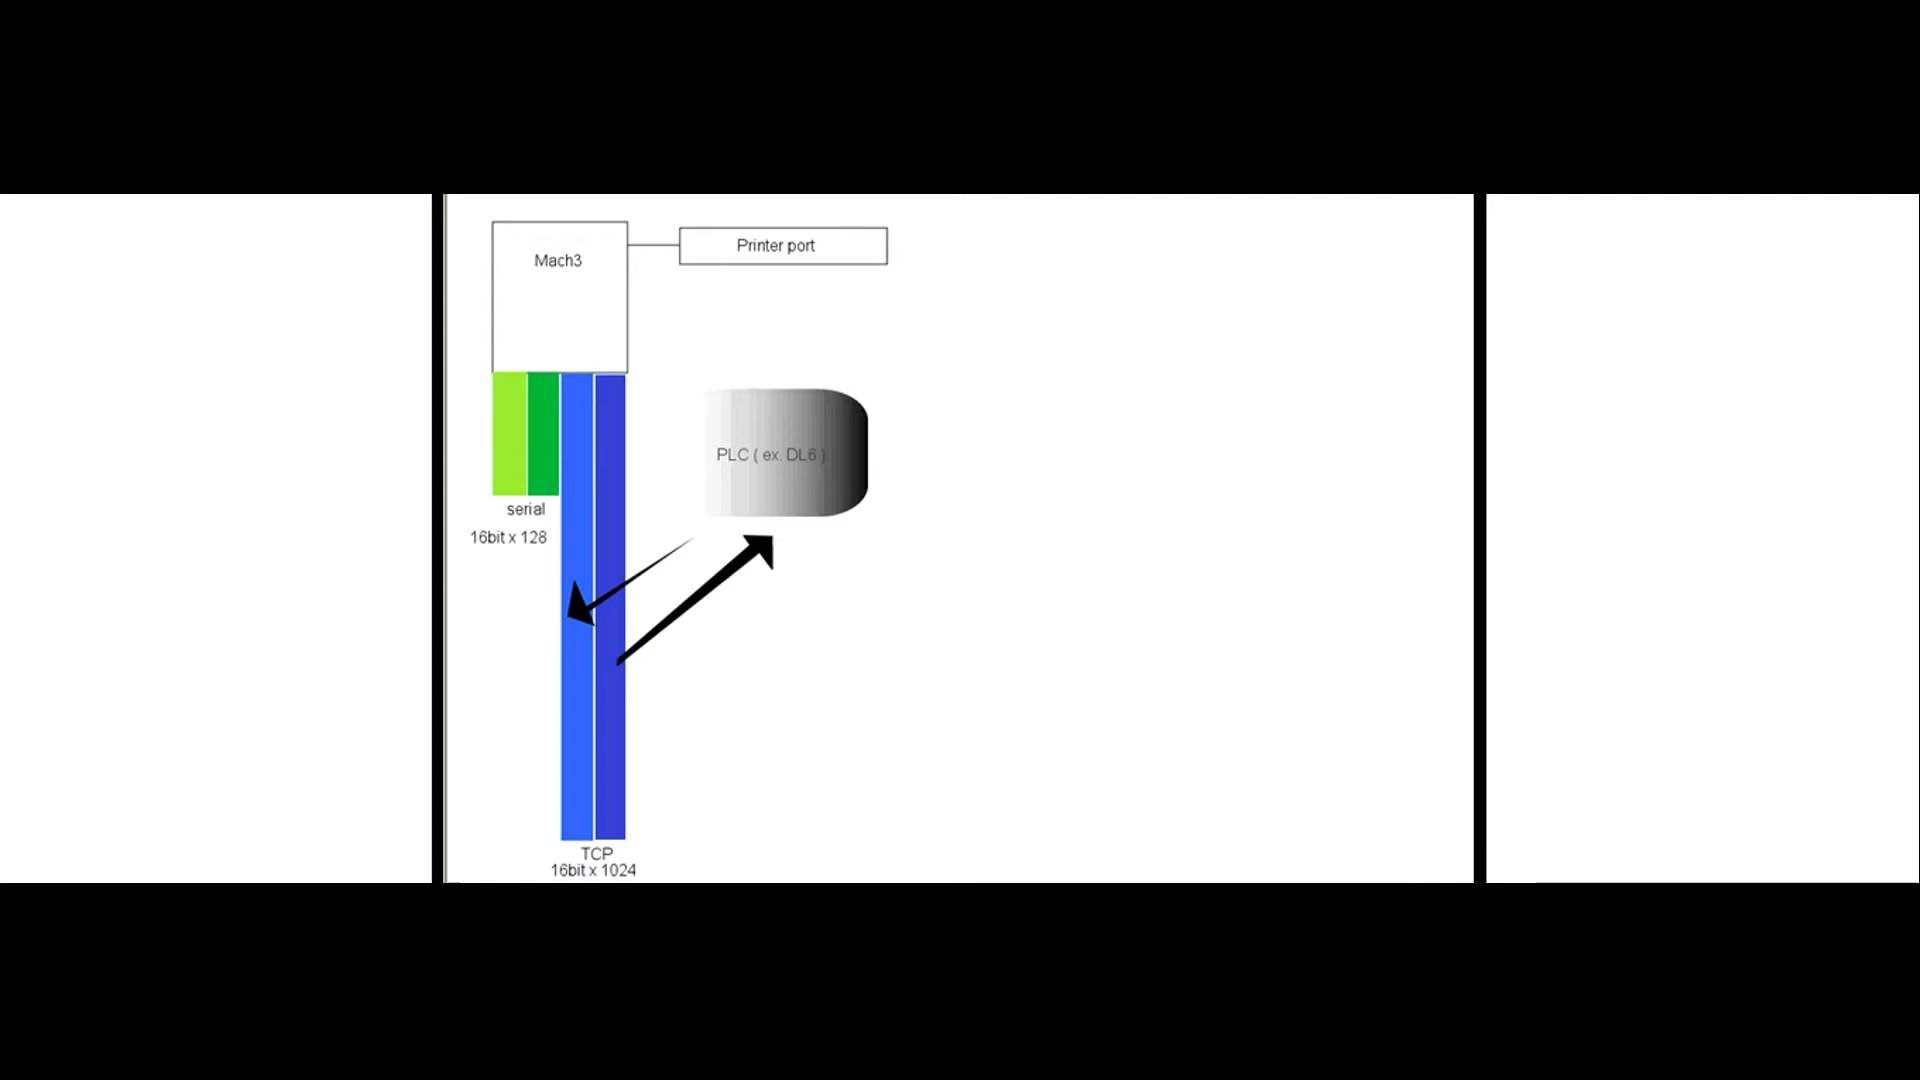 Mach3
Printer port
PLC ( ex. DL6 )
serial
16bit x 128
TCP
16bit x 1024